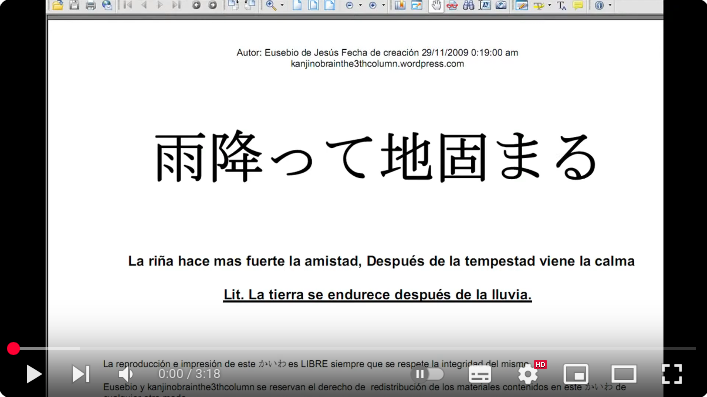 Autor: Eusebio de Jesús Fecha de creación 29/11/2009 0:19:00 am
kanjinobrainthe3thcolumn.wordpress.com
雨降って地固まる
La riña hace mas fuerte la amistad, Después de la tempestad viene la calma
Lit. La tierra se endurece después de la lluvia.
La reproducción e impresión de este かいわ es LIBRE siempre que se respete la integridad del mismo
HD
0:00 / 3:18
Eusebio y kanjinobrainthe3thcolumn se reservan el derecho de redistribución de los materiales contenidos en este かいわ de